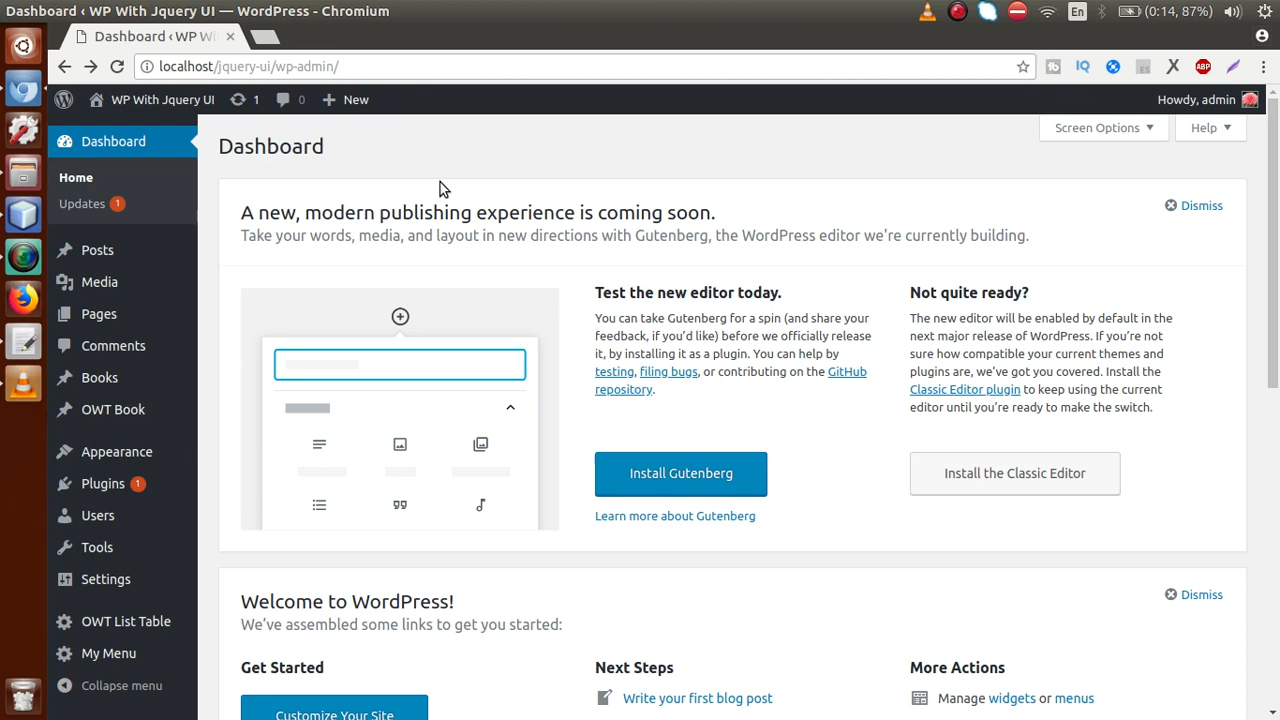 Dashboard ‹ WP With Jquery UI — WordPress - Chromium
En
(0:14, 87%)
Dashboard ‹ WP Wi
localhost/jquery-ui/wp-admin/
IQ
ABP
WP With Jquery UI
1
0
New
Howdy, admin
Dashboard
Home
Updates 1
Posts
Media
Pages
Comments
Books
OWT Book
Appearance
Plugins 1
Users
Tools
Settings
OWT List Table
My Menu
Collapse menu
Dashboard
Screen Options
Help
A new, modern publishing experience is coming soon.
Dismiss
Take your words, media, and layout in new directions with Gutenberg, the WordPress editor we're currently building.
Test the new editor today.
You can take Gutenberg for a spin (and share your
feedback, if you'd like) before we officially release
it, by installing it as a plugin. You can help by
testing, filing bugs, or contributing on the GitHub
repository.
Install Gutenberg
Learn more about Gutenberg
Not quite ready?
The new editor will be enabled by default in the
next major release of WordPress. If you're not
sure how compatible your current themes and
plugins are, we've got you covered. Install the
Classic Editor plugin to keep using the current
editor until you're ready to make the switch.
Install the Classic Editor
Welcome to WordPress!
Dismiss
We've assembled some links to get you started:
Get Started
Customize Your Site
Next Steps
Write your first blog post
More Actions
Manage widgets or menus